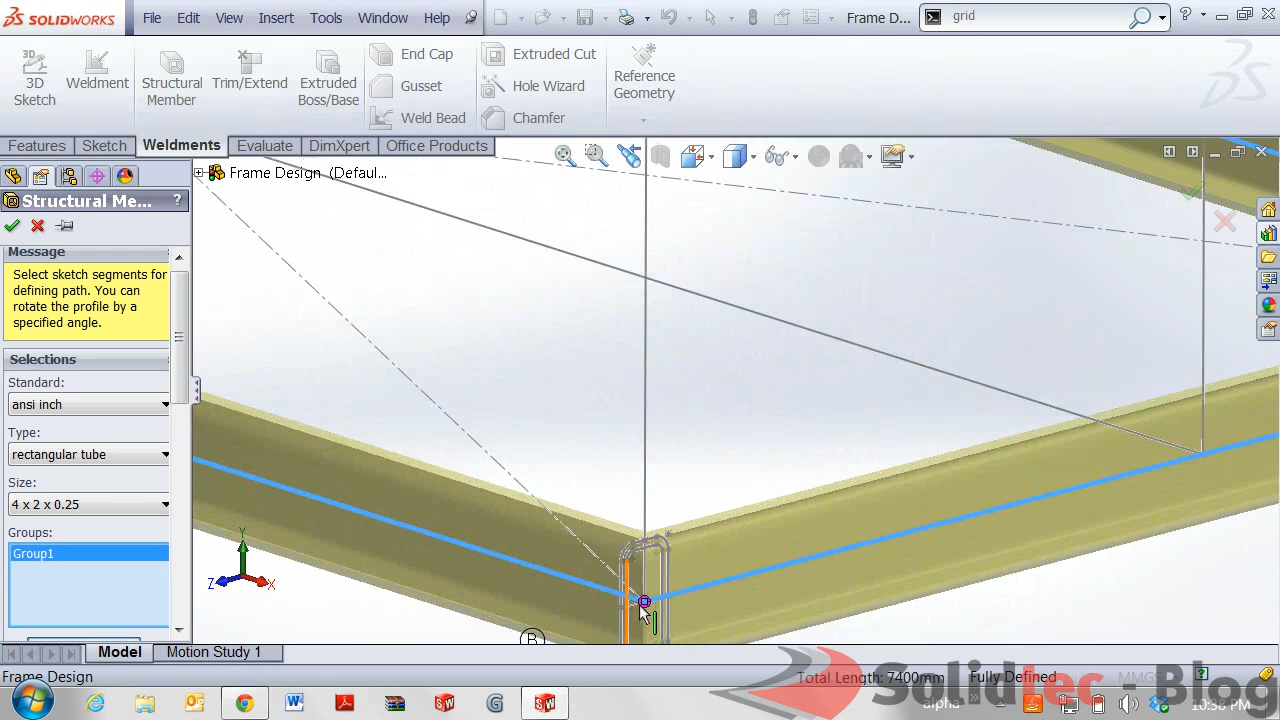 SOLIDWORKS File Edit View Insert Tools Window Help Frame D... grid ?
3D Sketch
Weldment
Structural Member
Trim/Extend
Extruded Boss/Base
End Cap
Gusset
Weld Bead
Extruded Cut
Hole Wizard
Chamfer
Reference Geometry
Features Sketch Weldments Evaluate DimXpert Office Products
Frame Design (Defaul...
Structural Me... ?
Message
Select sketch segments for
defining path. You can
rotate the profile by a
specified angle.
Selections
Standard:
ansi inch
Type:
rectangular tube
Size:
4 x 2 x 0.25
Groups:
Group1
Y
Z
X
B
Model Motion Study 1
Frame Design Total Length: 7400mm Fully Defined MMGS ?
SolidTec - Blog
alpha 10:38 PM